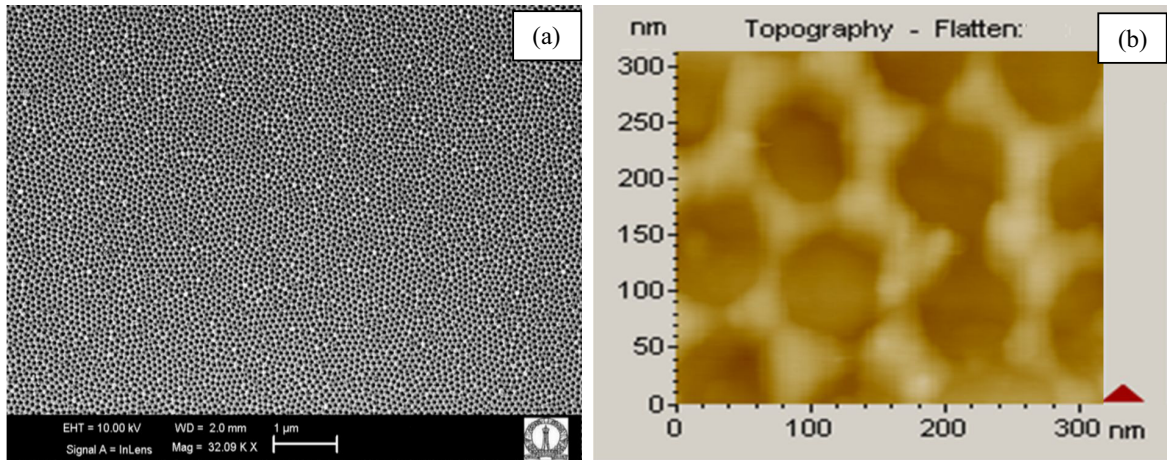 (a)
EHT = 10.00 kV WD = 2.0 mm 1 µm
Signal A = InLens Mag = 32.09 K X
nm Topography - Flatten: (b)
300
250
200
150
100
50
0
0 100 200 300 nm